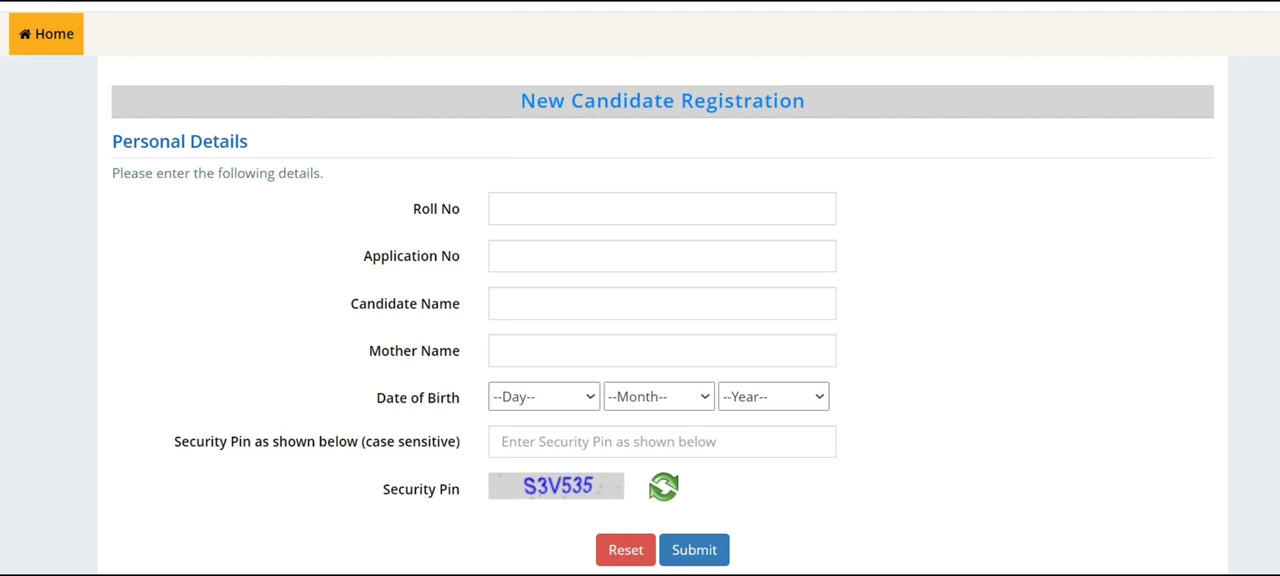 Home
New Candidate Registration
Personal Details
Please enter the following details.
Roll No
Application No
Candidate Name
Mother Name
Date of Birth --Day-- --Month-- --Year--
Security Pin as shown below (case sensitive) Enter Security Pin as shown below
Security Pin S3V535
Reset Submit